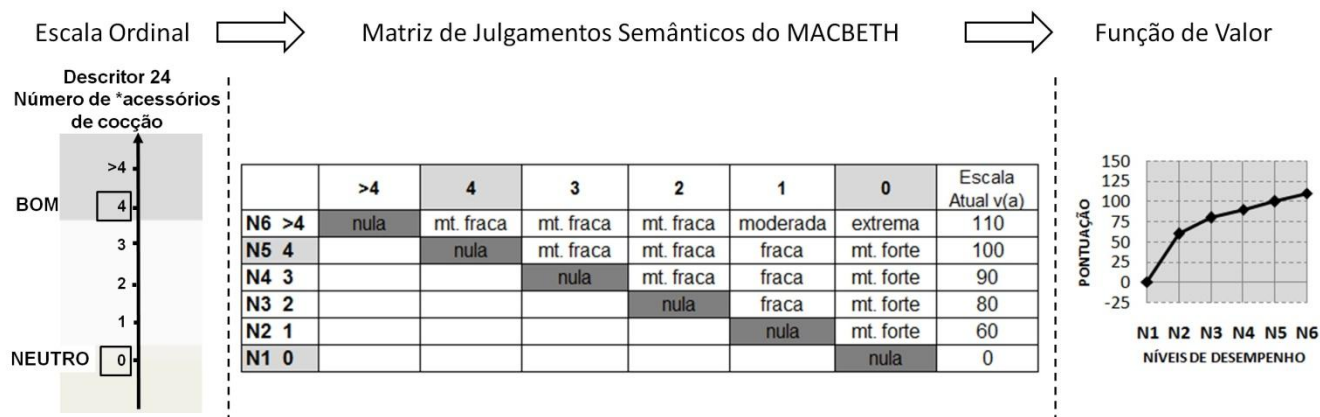 Escala Ordinal
Matriz de Julgamentos Semânticos do MACBETH
Função de Valor
Descritor 24
Número de *acessórios
de cocção
>4
BOM 4
3
2
1
NEUTRO 0
>4 4 3 2 1 0 Escala
Atual v(a)
N6 >4 nula mt. fraca mt. fraca mt. fraca moderada extrema 110
N5 4 nula mt. fraca mt. fraca fraca mt. forte 100
N4 3 nula mt. fraca fraca mt. forte 90
N3 2 nula fraca mt. forte 80
N2 1 nula mt. forte 60
N1 0 nula 0
PONTUAÇÃO
150
125
100
75
50
25
0
-25
N1 N2 N3 N4 N5 N6
NÍVEIS DE DESEMPENHO